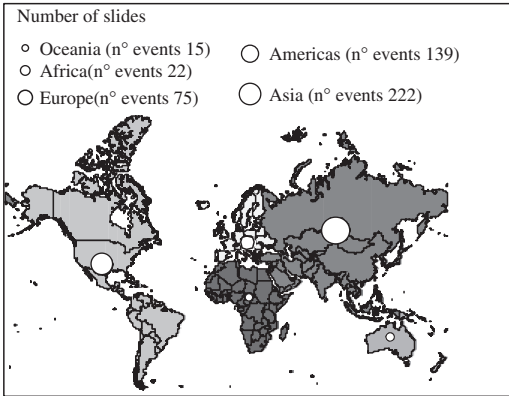 Number of slides
Oceania (n° events 15)
Africa(n° events 22)
Europe(n° events 75)
Americas (n° events 139)
Asia (n° events 222)